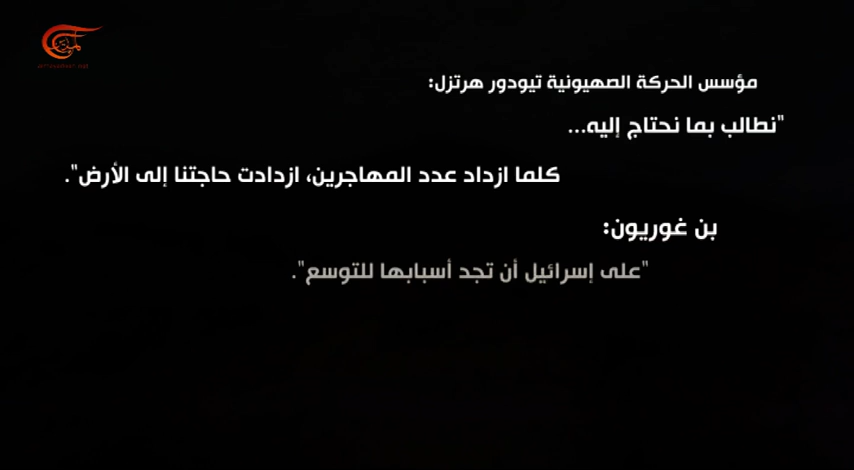 مؤسس الحركة الصهيونية تيودور هرتزل:
"نطالب بما نحتاج إليه...
كلما ازداد عدد المهاجرين، ازدادت حاجتنا إلى الأرض".
بن غوريون:
"على إسرائيل أن تجد أسبابها للتوسع".